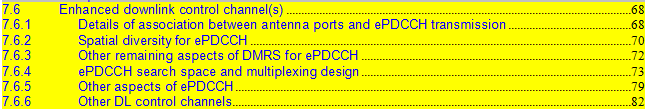 7.6 Enhanced downlink control channel(s) 68
7.6.1 Details of association between antenna ports and ePDCCH transmission 68
7.6.2 Spatial diversity for ePDCCH 70
7.6.3 Other remaining aspects of DMRS for ePDCCH 72
7.6.4 ePDCCH search space and multiplexing design 73
7.6.5 Other aspects of ePDCCH 79
7.6.6 Other DL control channels 82